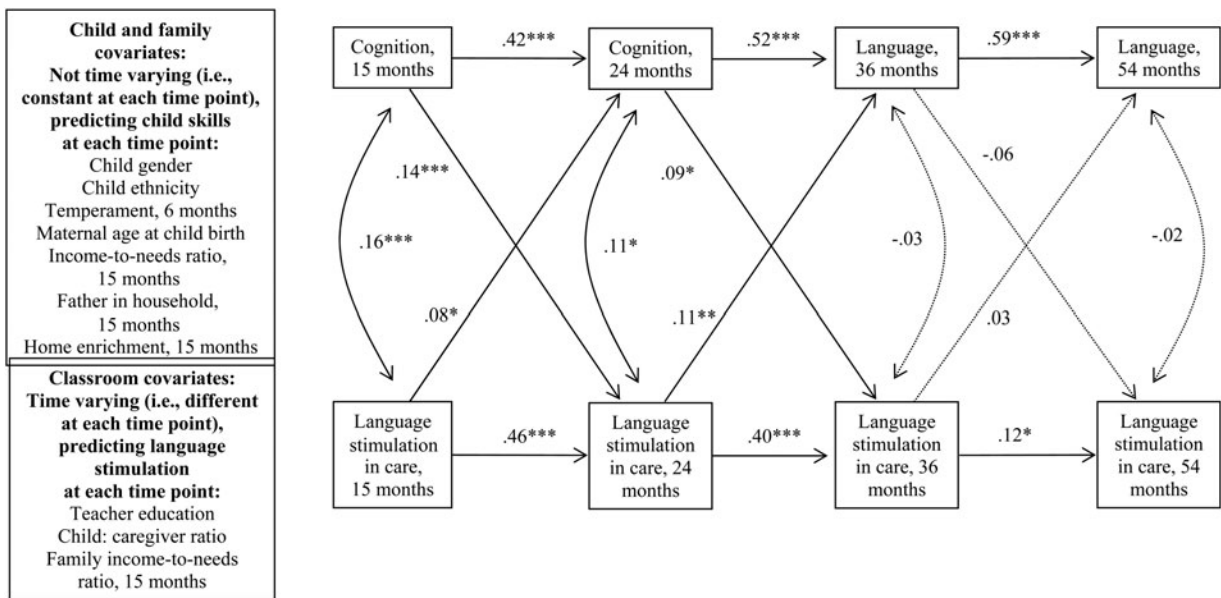 Child and family
covariates:
Not time varying (i.e.,
constant at each time point),
predicting child skills
at each time point:
Child gender
Child ethnicity
Temperament, 6 months
Maternal age at child birth
Income-to-needs ratio,
15 months
Father in household,
15 months
Home enrichment, 15 months
Classroom covariates:
Time varying (i.e., different
at each time point),
predicting language
stimulation
at each time point:
Teacher education
Child: caregiver ratio
Family income-to-needs
ratio, 15 months
Cognition,
15 months
.42***
Cognition,
24 months
.52***
Language,
36 months
.59***
Language,
54 months
.14***
.09*
-.06
.16***
.11*
-.03
-.02
.08*
.11**
.03
Language
stimulation
in care,
15 months
.46***
Language
stimulation
in care, 24
months
.40***
Language
stimulation
in care, 36
months
.12*
Language
stimulation
in care, 54
months